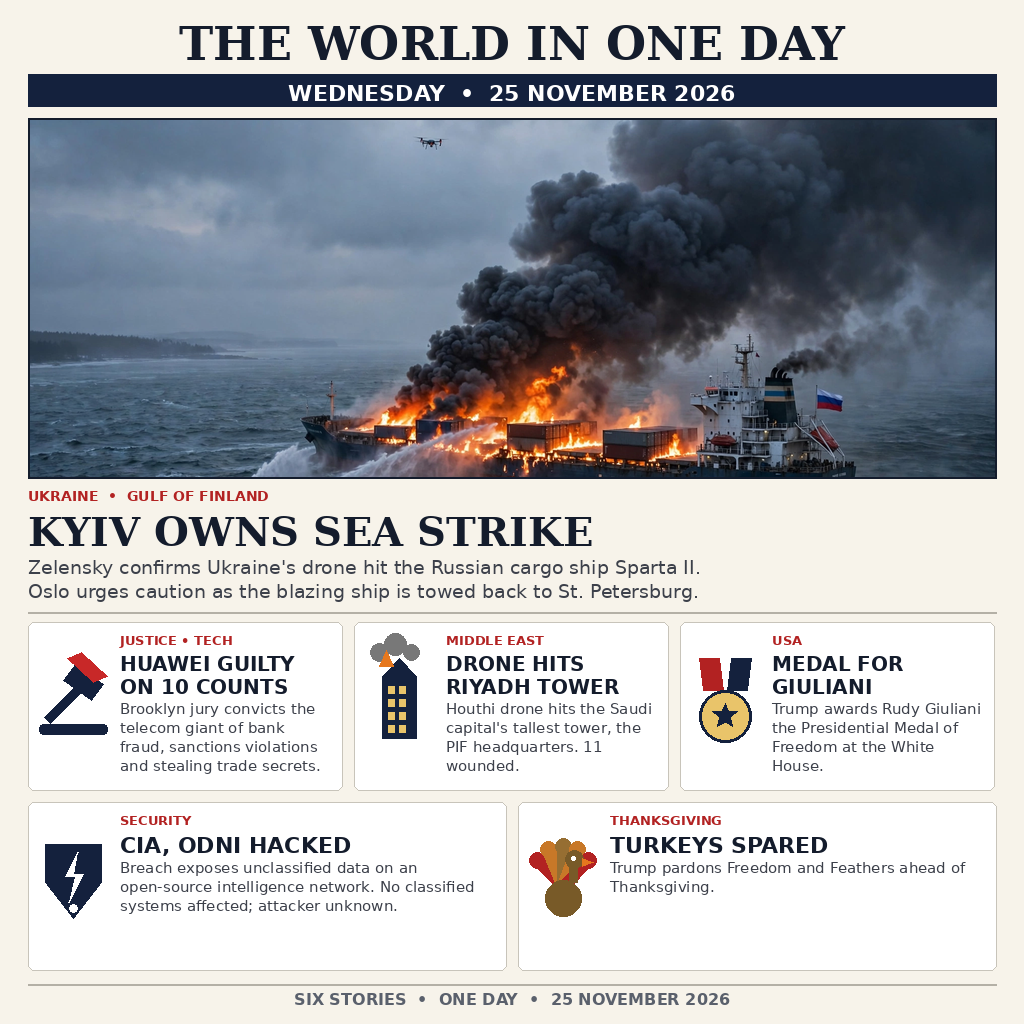 THE WORLD IN ONE DAY
WEDNESDAY • 25 NOVEMBER 2026
UKRAINE • GULF OF FINLAND
KYIV OWNS SEA STRIKE
Zelensky confirms Ukraine's drone hit the Russian cargo ship Sparta II.
Oslo urges caution as the blazing ship is towed back to St. Petersburg.
JUSTICE • TECH
HUAWEI GUILTY
ON 10 COUNTS
Brooklyn jury convicts the
telecom giant of bank
fraud, sanctions violations
and stealing trade secrets.
MIDDLE EAST
DRONE HITS
RIYADH TOWER
Houthi drone hits the Saudi
capital's tallest tower, the
PIF headquarters. 11
wounded.
USA
MEDAL FOR
GIULIANI
Trump awards Rudy Giuliani
the Presidential Medal of
Freedom at the White
House.
SECURITY
CIA, ODNI HACKED
Breach exposes unclassified data on an
open-source intelligence network. No classified
systems affected; attacker unknown.
THANKSGIVING
TURKEYS SPARED
Trump pardons Freedom and Feathers ahead of
Thanksgiving.
SIX STORIES • ONE DAY • 25 NOVEMBER 2026